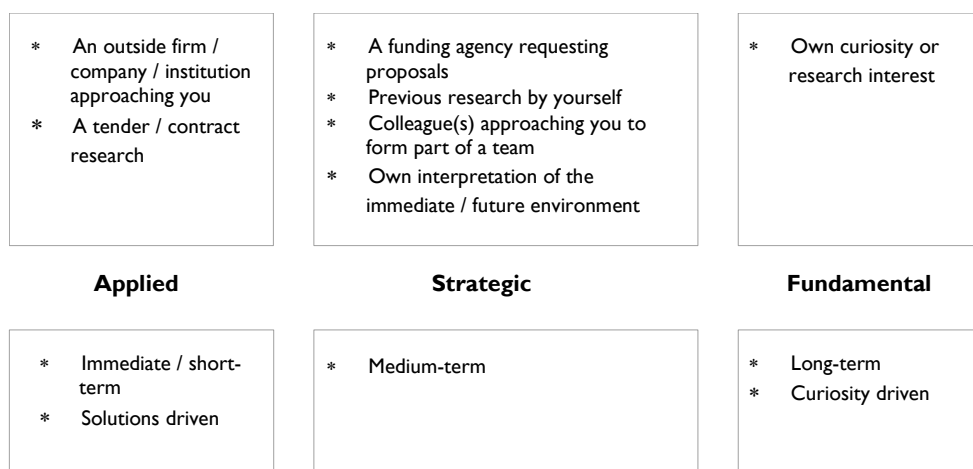 * An outside firm /
company / institution
approaching you
* A tender / contract
research
* A funding agency requesting
proposals
* Previous research by yourself
* Colleague(s) approaching you to
form part of a team
* Own interpretation of the
immediate / future environment
* Own curiosity or
research interest
Applied
Strategic
Fundamental
* Immediate / short-
term
* Solutions driven
* Medium-term
* Long-term
* Curiosity driven